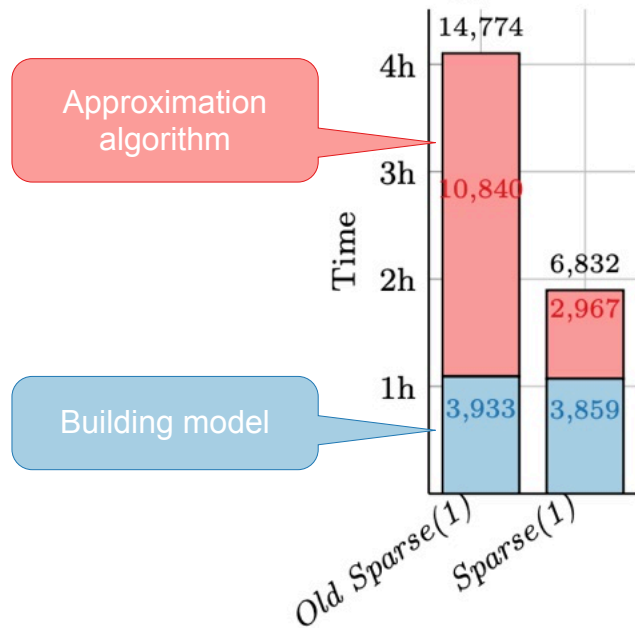 Approximation
algorithm
Building model
Time
4h
3h
2h
1h
14,774
10,840
3,933
6,832
2,967
3,859
Old Sparse(1)
Sparse(1)